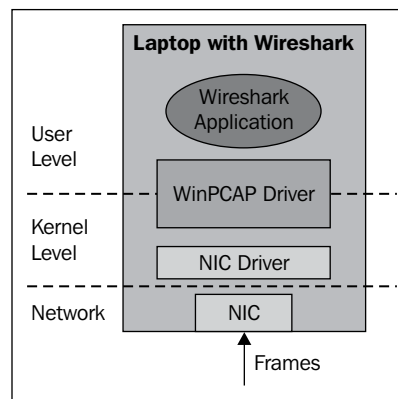 Laptop with Wireshark
Wireshark
Application
User
Level
WinPCAP Driver
Kernel
Level
NIC Driver
Network
NIC
Frames